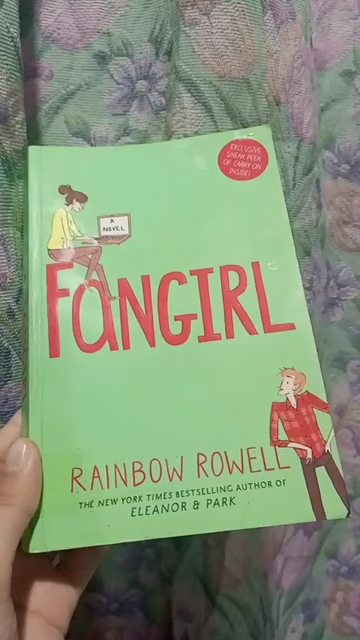 EXCLUSIVE
SNEAK PEEK
OF CARRY ON
INSIDE!
A
NOVEL
FANGIRL
RAINBOW ROWELL
THE NEW YORK TIMES BESTSELLING AUTHOR OF
ELEANOR & PARK